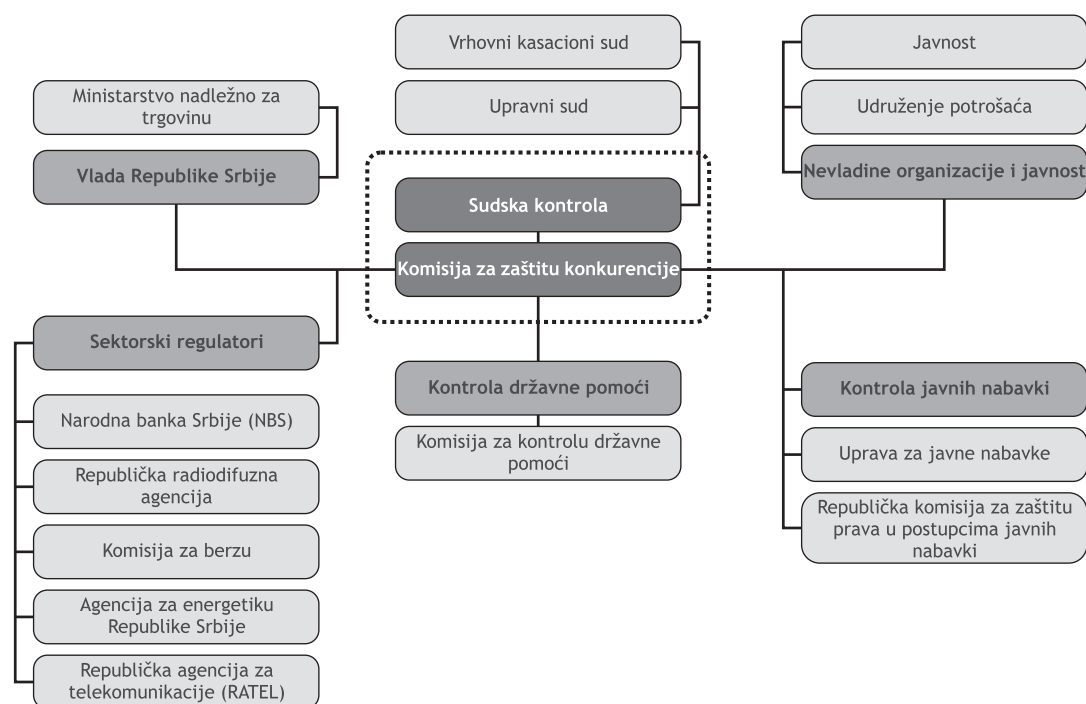 Vrhovni kasacioni sud
Upravni sud
Javnost
Udruženje potrošaća
Nevladine organizacije i javnost
Ministarstvo nadležno za
trgovinu
Vlada Republike Srbije
Sudska kontrola
Komisija za zaštitu konkurencije
Sektorski regulatori
Narodna banka Srbije (NBS)
Republička radiodifuzna
agencija
Komisija za berzu
Agencija za energetiku
Republike Srbije
Republička agencija za
telekomunikacije (RATEL)
Kontrola državne pomoći
Komisija za kontrolu državne
pomoći
Kontrola javnih nabavki
Uprava za javne nabavke
Republička komisija za zaštitu
prava u postupcima javnih
nabavki